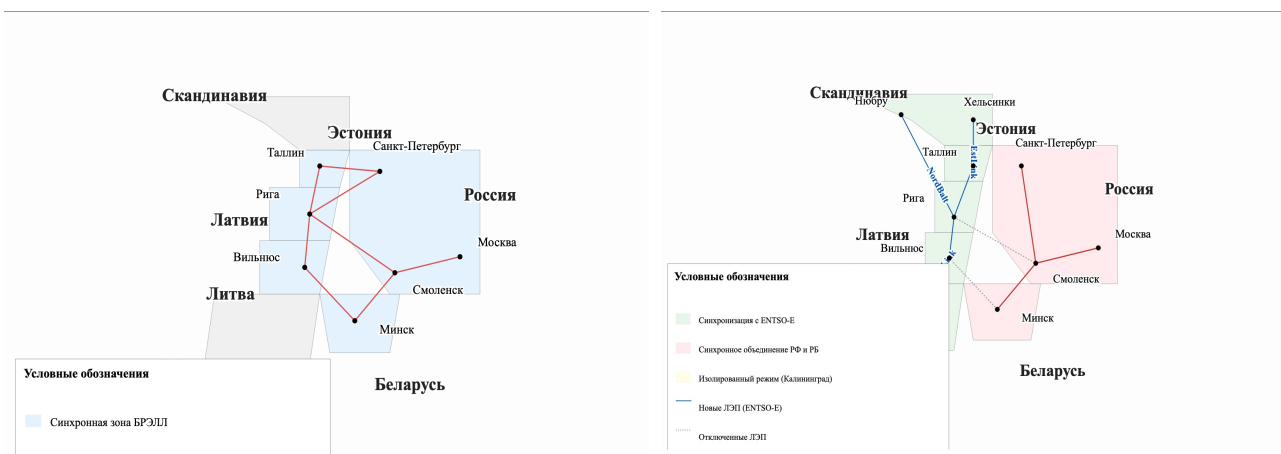 Скандинавия
Эстония
Таллин
Санкт-Петербург
Рига
Россия
Латвия
Москва
Вильнюс
Смоленск
Литва
Минск
Беларусь
Условные обозначения
Синхронная зона БРЭЛЛ
Скандинавия
Нюбру
Хельсинки
Эстония
Таллин
Санкт-Петербург
EstLink
NordBalt
Россия
Рига
Латвия
Москва
Вильнюс
Смоленск
Минск
Беларусь
Условные обозначения
Синхронизация с ENTSO-E
Синхронное объединение РФ и РБ
Изолированный режим (Калининград)
Новые ЛЭП (ENTSO-E)
Отключенные ЛЭП